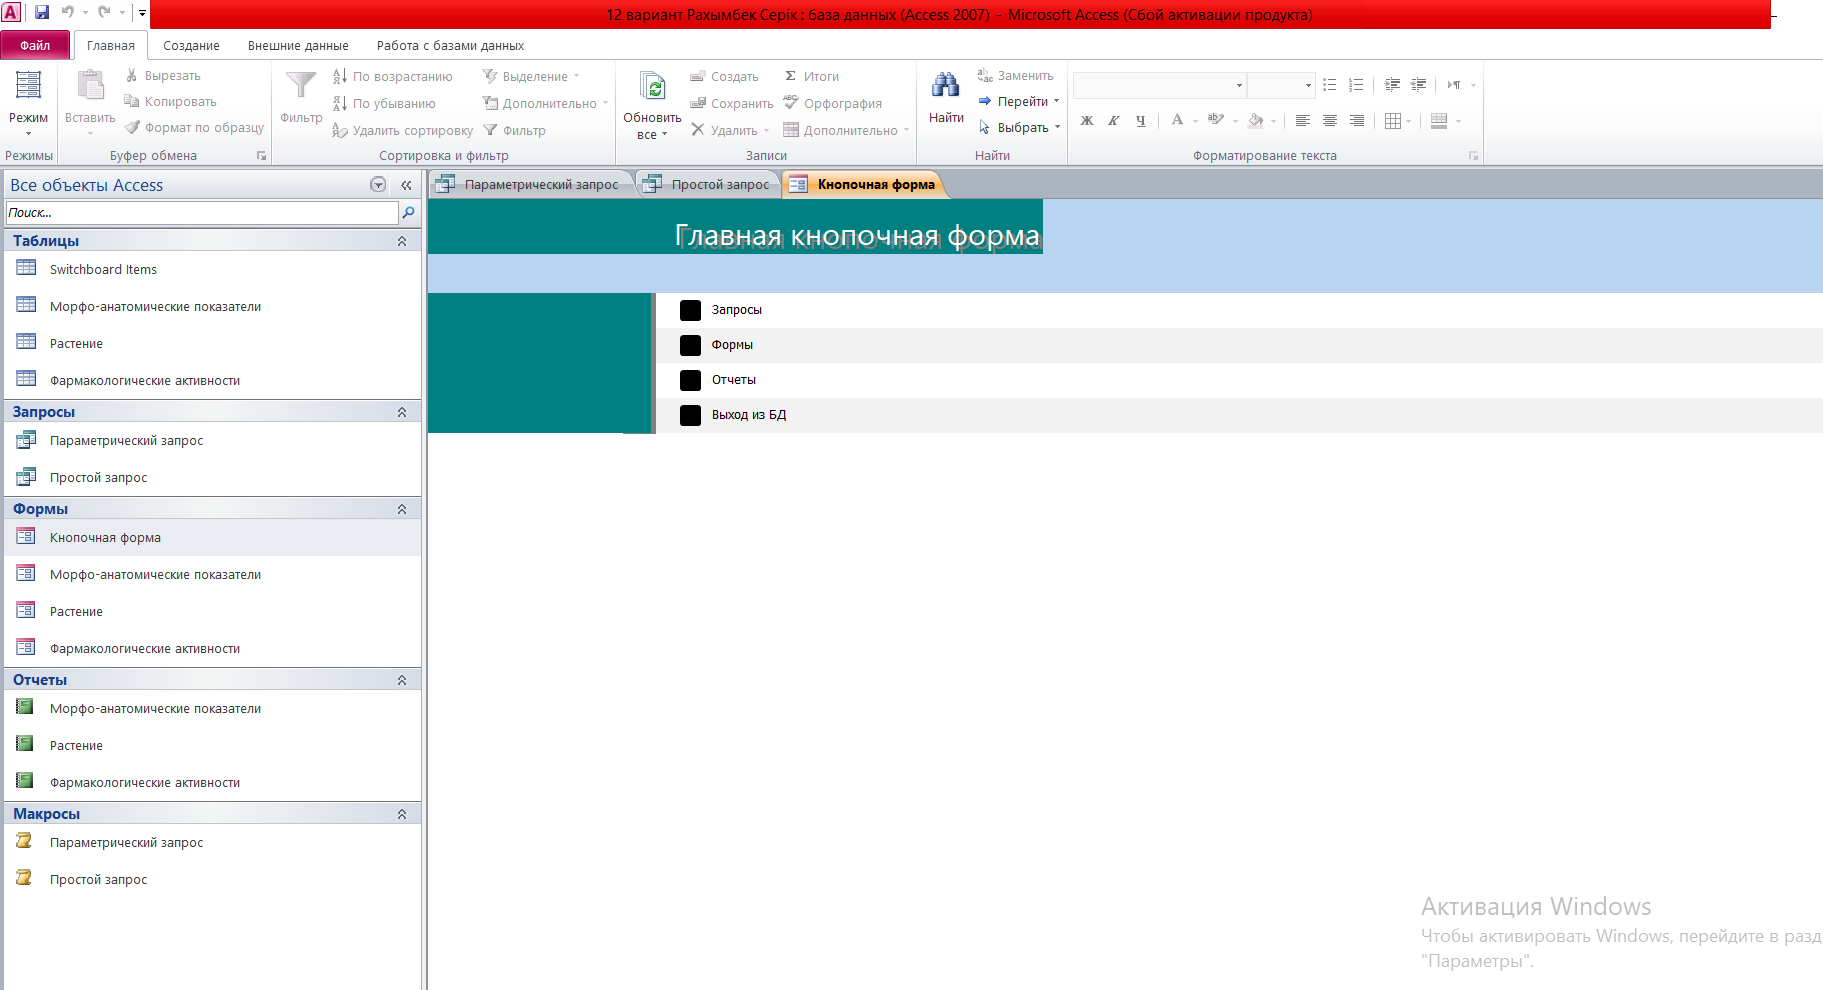 12 вариант Рахымбек Серік : база данных (Access 2007) - Microsoft Access (Сбой активации продукта)
Файл Главная Создание Внешние данные Работа с базами данных
Режим
Режимы
Вставить
Вырезать
Копировать
Формат по образцу
Буфер обмена
Фильтр
По возрастанию
По убыванию
Удалить сортировку
Выделение
Дополнительно
Фильтр
Сортировка и фильтр
Обновить
все
Создать
Сохранить
Удалить
Итоги
Орфография
Дополнительно
Записи
Найти
Заменить
Перейти
Выбрать
Найти
Ж К Ч А
Форматирование текста
Все объекты Access
Поиск...
Таблицы
Switchboard Items
Морфо-анатомические показатели
Растение
Фармакологические активности
Запросы
Параметрический запрос
Простой запрос
Формы
Кнопочная форма
Морфо-анатомические показатели
Растение
Фармакологические активности
Отчеты
Морфо-анатомические показатели
Растение
Фармакологические активности
Макросы
Параметрический запрос
Простой запрос
Параметрический запрос Простой запрос Кнопочная форма
Главная кнопочная форма
Запросы
Формы
Отчеты
Выход из БД
Активация Windows
Чтобы активировать Windows, перейдите в разд
"Параметры".